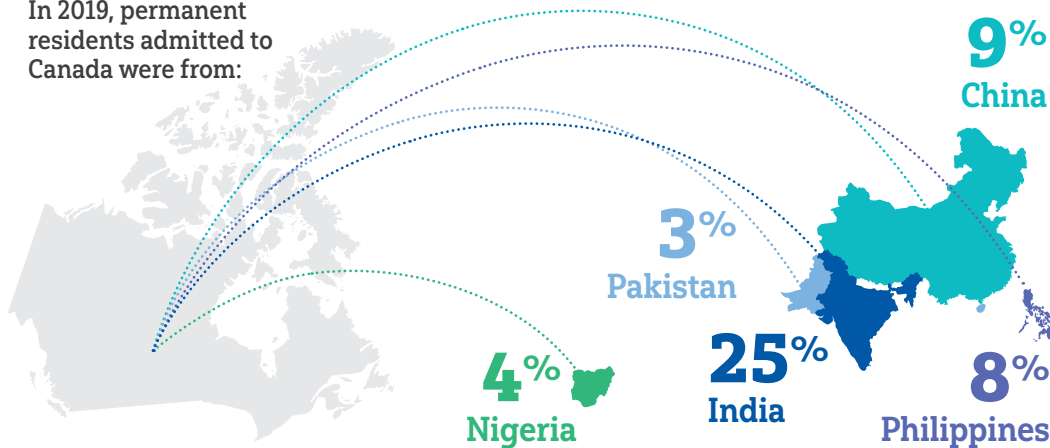 In 2019, permanent
residents admitted to
Canada were from:
9%
China
3%
Pakistan
25%
India
4%
Nigeria
8%
Philippines